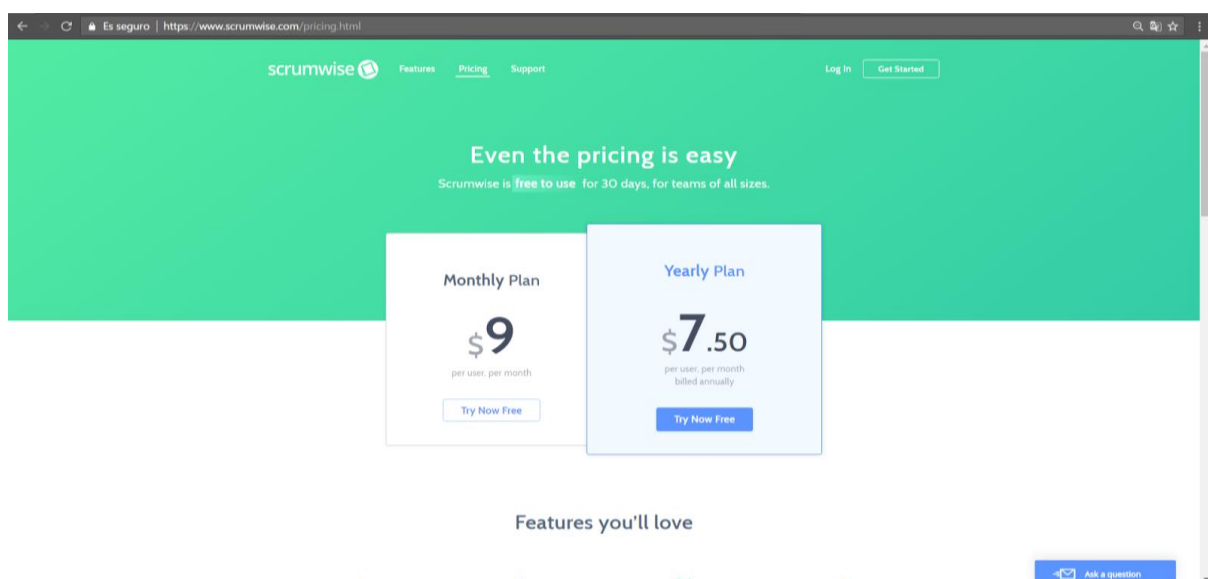 Es seguro | https://www.scrumwise.com/pricing.html
scrumwise Features Pricing Support Log In Get Started
Even the pricing is easy
Scrumwise is free to use for 30 days, for teams of all sizes.
Monthly Plan
$9
per user, per month
Try Now Free
Yearly Plan
$7.50
per user, per month
billed annually
Try Now Free
Features you'll love
Ask a question